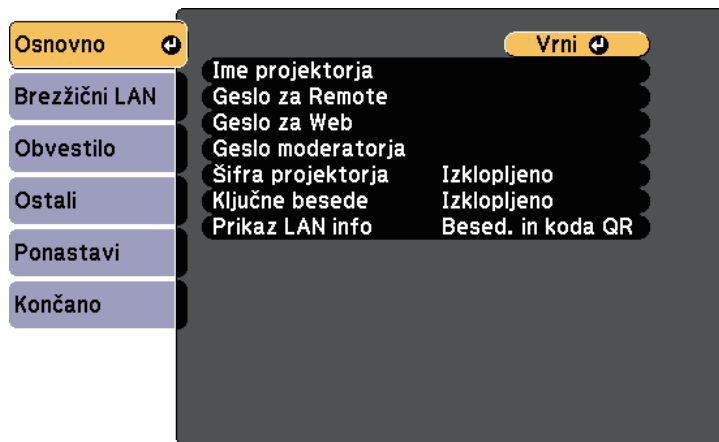 Osnovno
Brezžični LAN
Obvestilo
Ostali
Ponastavi
Končano
Vrni
Ime projektorja
Geslo za Remote
Geslo za Web
Geslo moderatorja
Šifra projektorja Izklopljeno
Ključne besede Izklopljeno
Prikaz LAN info Besed. in koda QR